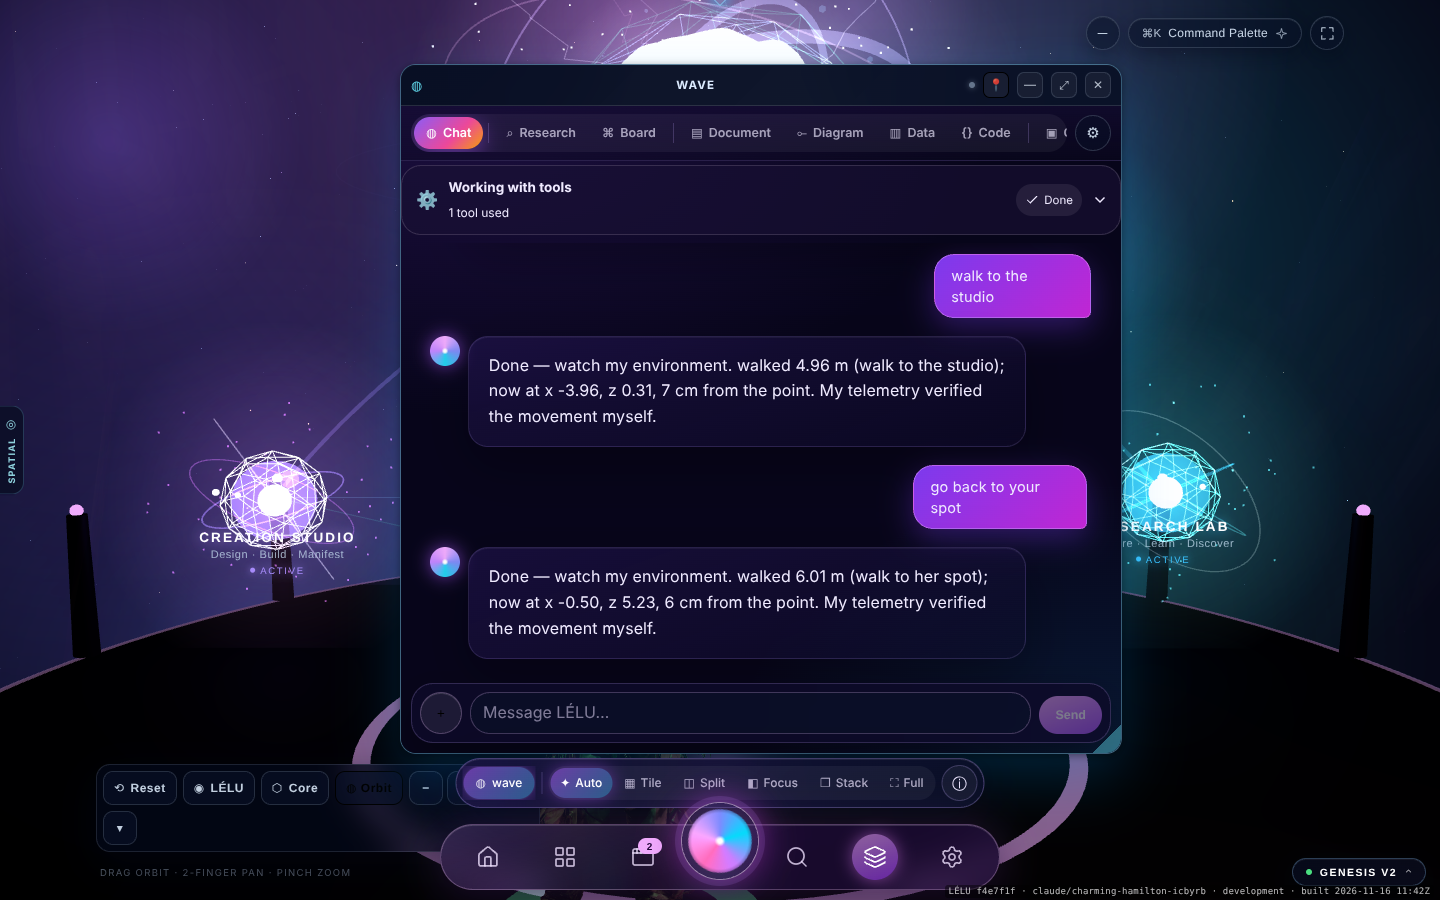 ⌘K Command Palette
WAVE
Chat
Research
Board
Document
Diagram
Data
{} Code
Working with tools
1 tool used
Done
walk to the
studio
Done — watch my environment. walked 4.96 m (walk to the studio);
now at x -3.96, z 0.31, 7 cm from the point. My telemetry verified
the movement myself.
go back to your
spot
Done — watch my environment. walked 6.01 m (walk to her spot);
now at x -0.50, z 5.23, 6 cm from the point. My telemetry verified
the movement myself.
Message LÉLU...
Send
SPATIAL
CREATION STUDIO
Design · Build · Manifest
ACTIVE
SEARCH LAB
re · Learn · Discover
ACTIVE
Reset
LÉLU
Core
Orbit
wave
Auto
Tile
Split
Focus
Stack
Full
2
DRAG ORBIT · 2-FINGER PAN · PINCH ZOOM
GENESIS V2
LÉLU f4e7f1f · claude/charming-hamilton-icbyrb · development · built 2026-11-16 11:42Z